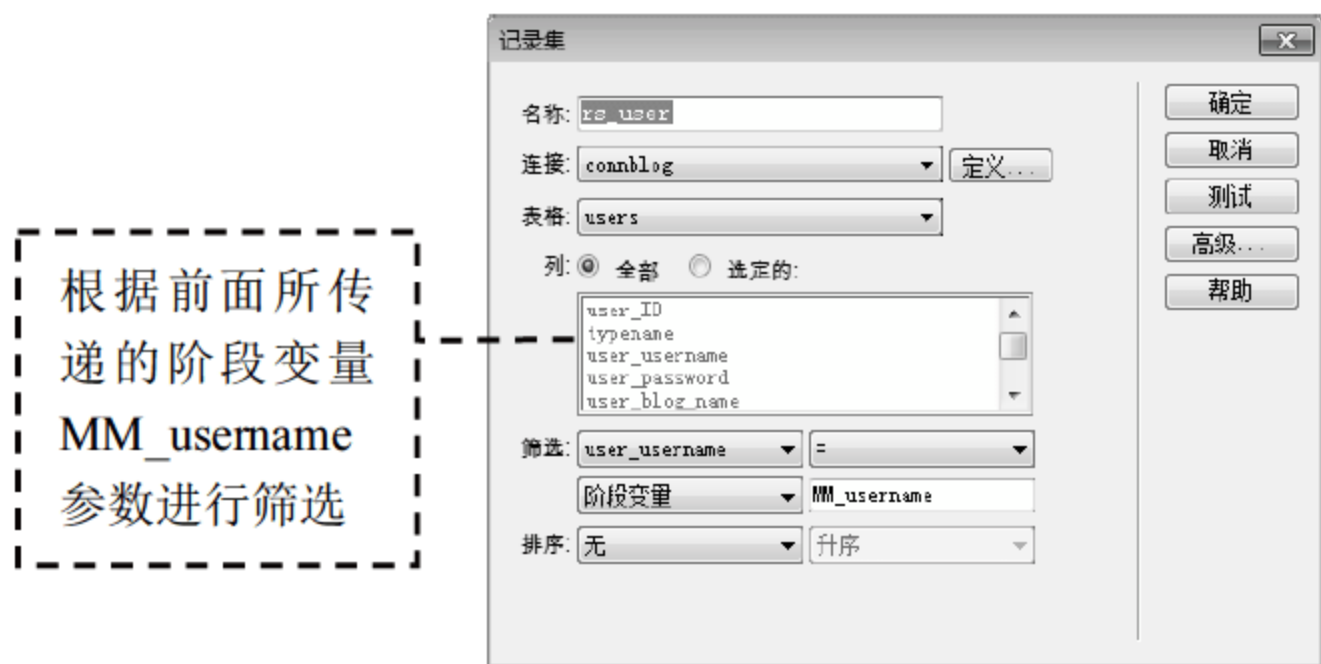 记录集
名称: rs_user
连接: connblog 定义...
表格: users
列: 全部 选定的:
user_ID
typename
user_username
user_password
user_blog_name
筛选: user_username =
阶段变量 MM_username
排序: 无 升序
确定
取消
测试
高级...
帮助
根据前面所传
递的阶段变量
MM_username
参数进行筛选